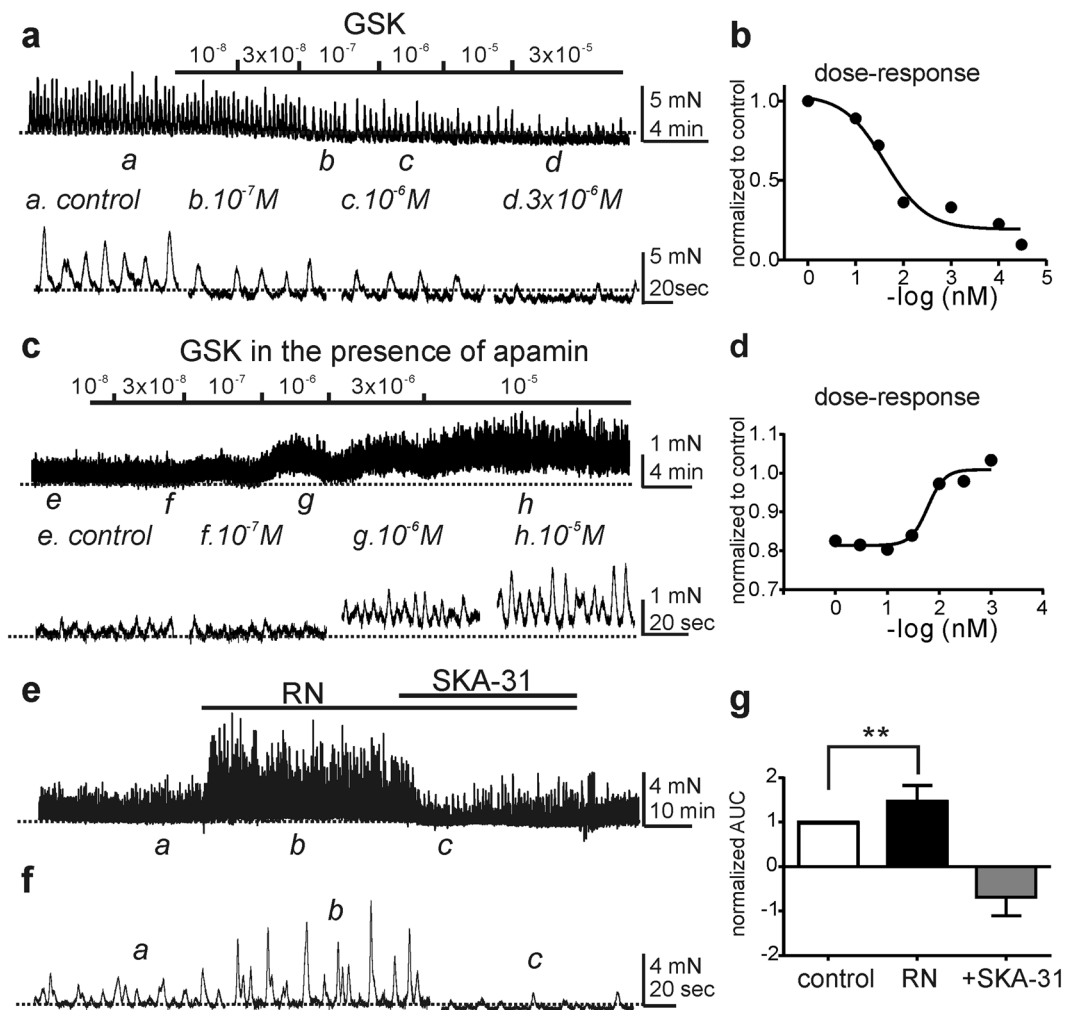 a
GSK
10-8 3x10-8 10-7 10-6 10-5 3x10-5
5 mN
4 min
a b c d
a. control b.10-7M c.10-6M d.3x10-6M
5 mN
20sec
b
dose-response
normalized to control
1.0
0.5
0.0
0 1 2 3 4 5
-log (nM)
c
GSK in the presence of apamin
10-8 3x10-8 10-7 10-6 3x10-6 10-5
1 mN
4 min
e f g h
e. control f.10-7M g.10-6M h.10-5M
1 mN
20 sec
d
dose-response
normalized to control
1.1
1.0
0.9
0.8
0.7
0 1 2 3 4
-log (nM)
e
RN
SKA-31
4 mN
10 min
a b c
f
a b c
4 mN
20 sec
g
**
normalized AUC
2
1
0
-1
-2
control RN +SKA-31